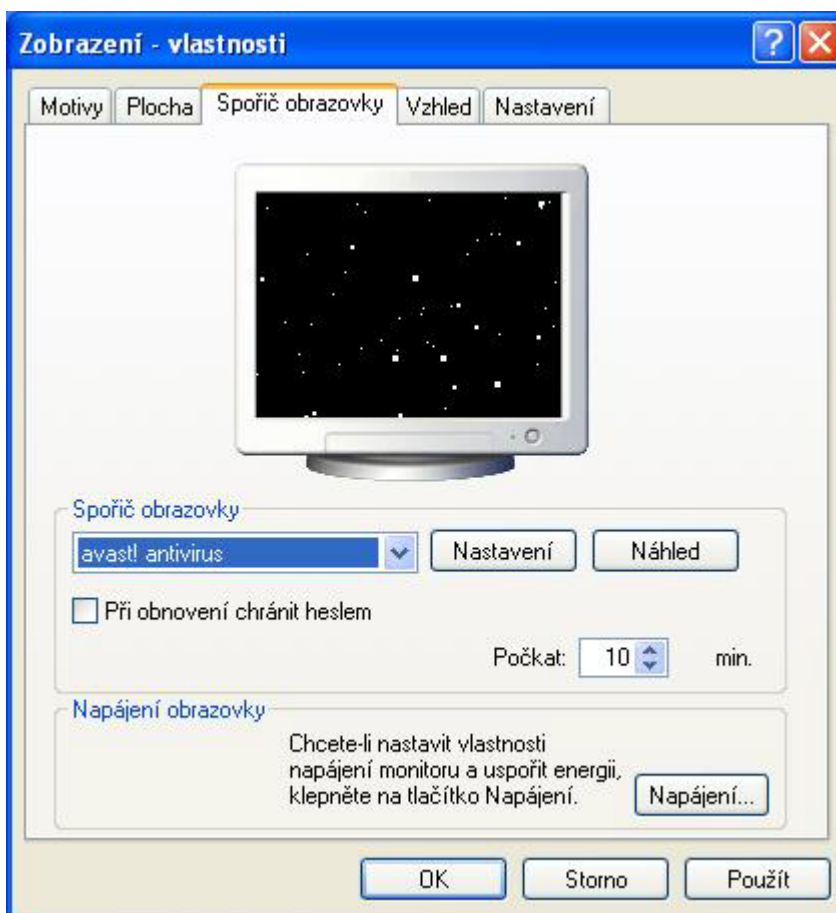 Zobrazení - vlastnosti
Motivy Plocha Spořič obrazovky Vzhled Nastavení
Spořič obrazovky
avast! antivirus Nastavení Náhled
Při obnovení chránit heslem
Počkat: 10 min.
Napájení obrazovky
Chcete-li nastavit vlastnosti
napájení monitoru a uspořit energii,
klepněte na tlačítko Napájení. Napájení...
OK Storno Použít